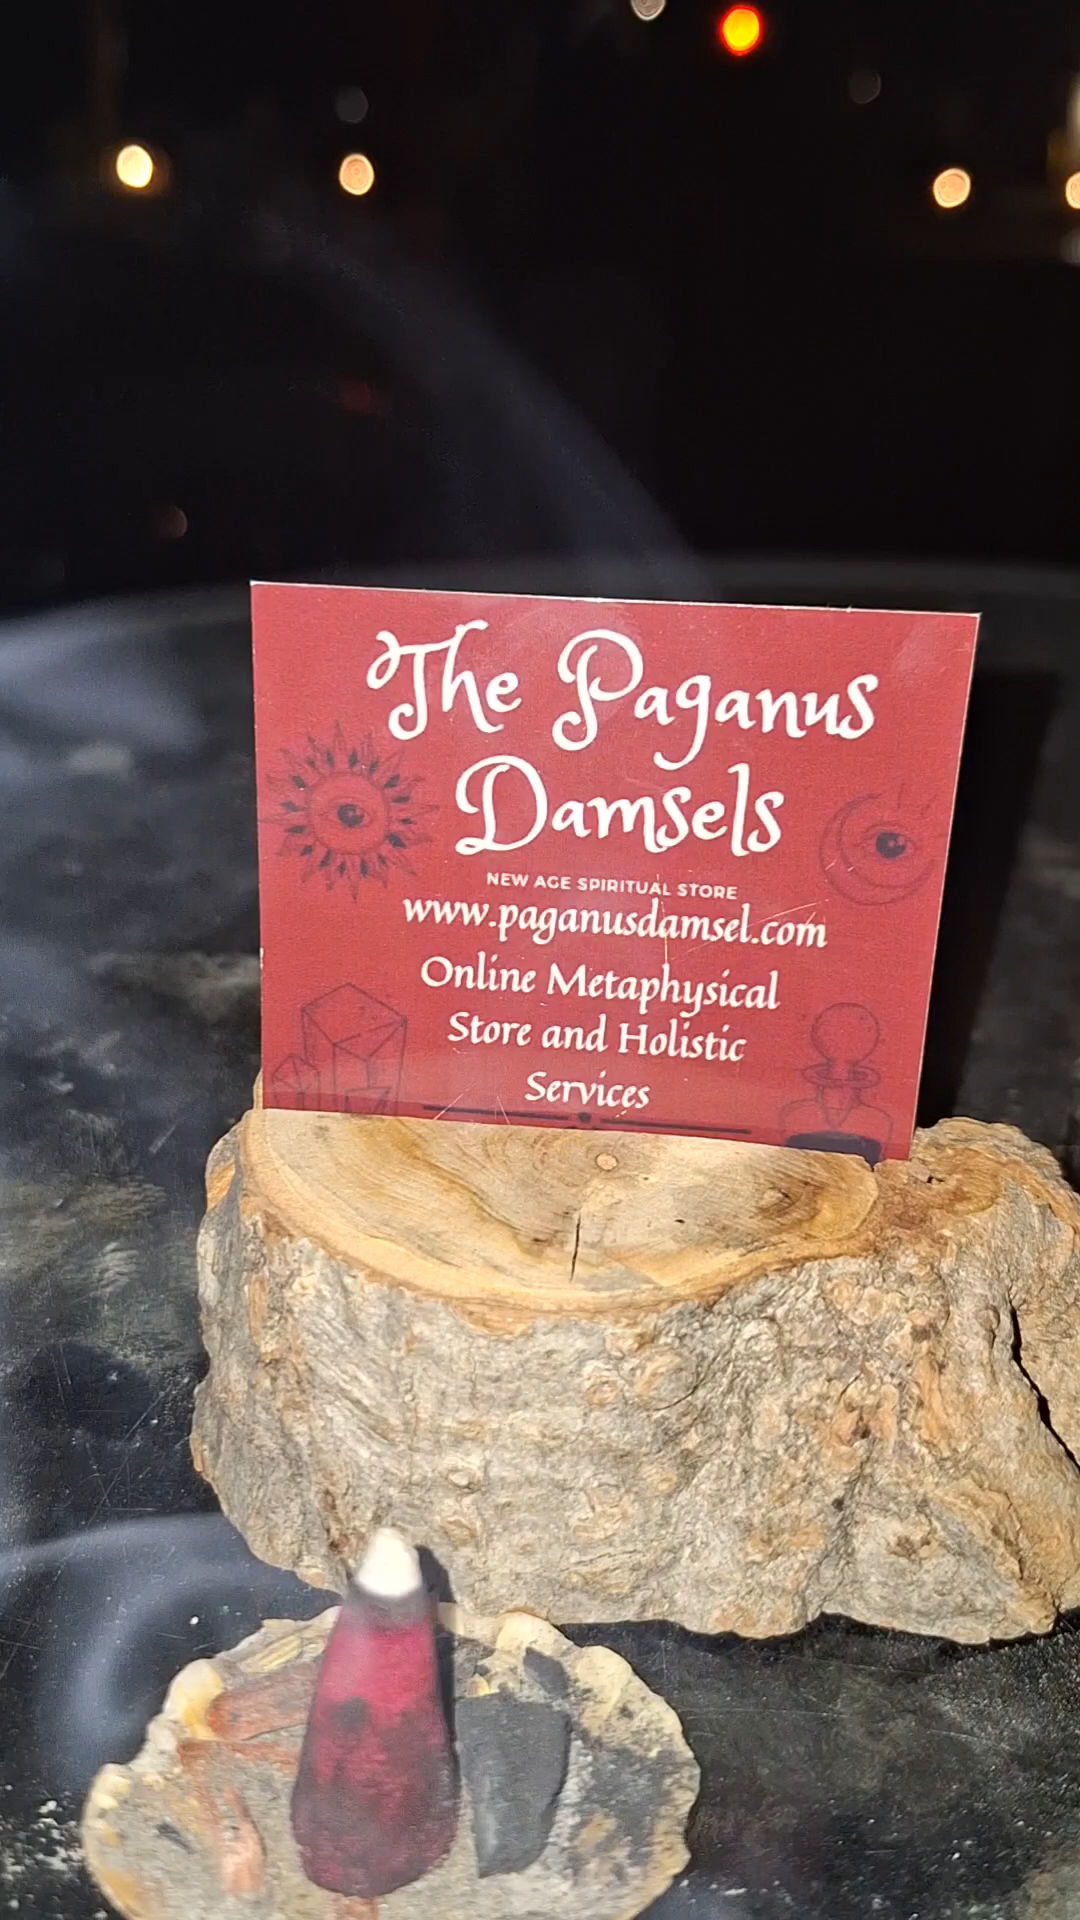 The Paganus
Damsels
NEW AGE SPIRITUAL STORE
www.paganusdamsel.com
Online Metaphysical
Store and Holistic
Services